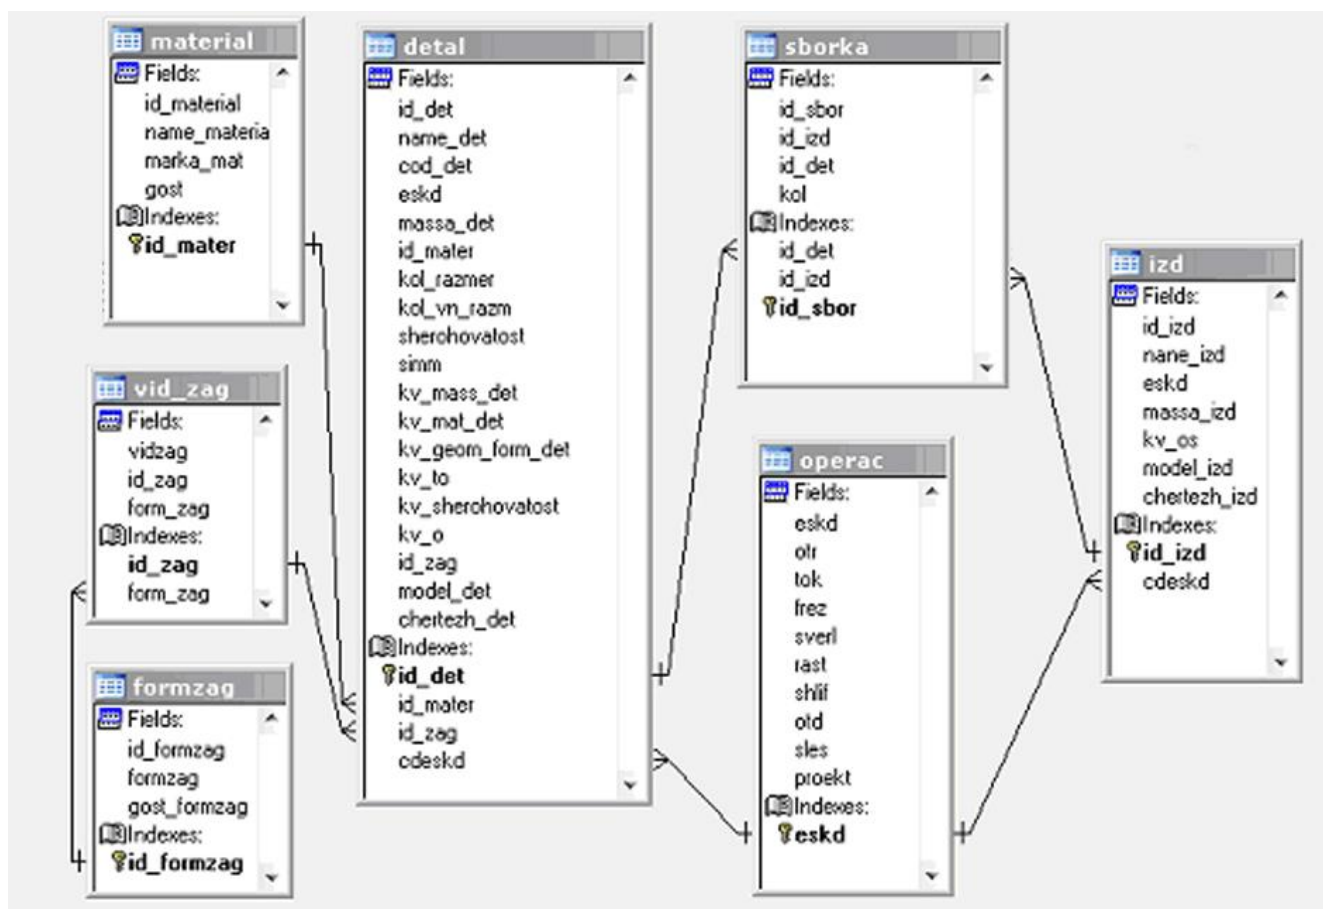 material
Fields:
id_material
name_materia
marka_mat
gost
Indexes:
id_mater
vid_zag
Fields:
vidzag
id_zag
form_zag
Indexes:
id_zag
form_zag
formzag
Fields:
id_formzag
formzag
gost_formzag
Indexes:
id_formzag
detal
Fields:
id_det
name_det
cod_det
eskd
massa_det
id_mater
kol_razmer
kol_vn_razm
sherohovatost
simm
kv_mass_det
kv_mat_det
kv_geom_form_det
kv_to
kv_sherohovatost
kv_o
id_zag
model_det
chertezh_det
Indexes:
id_det
id_mater
id_zag
cdeskd
sborka
Fields:
id_sbor
id_izd
id_det
kol
Indexes:
id_det
id_izd
id_sbor
operac
Fields:
eskd
otr
tok
frez
sverl
rast
shlif
otd
sles
proekt
Indexes:
eskd
izd
Fields:
id_izd
nane_izd
eskd
massa_izd
kv_os
model_izd
chertezh_izd
Indexes:
id_izd
cdeskd